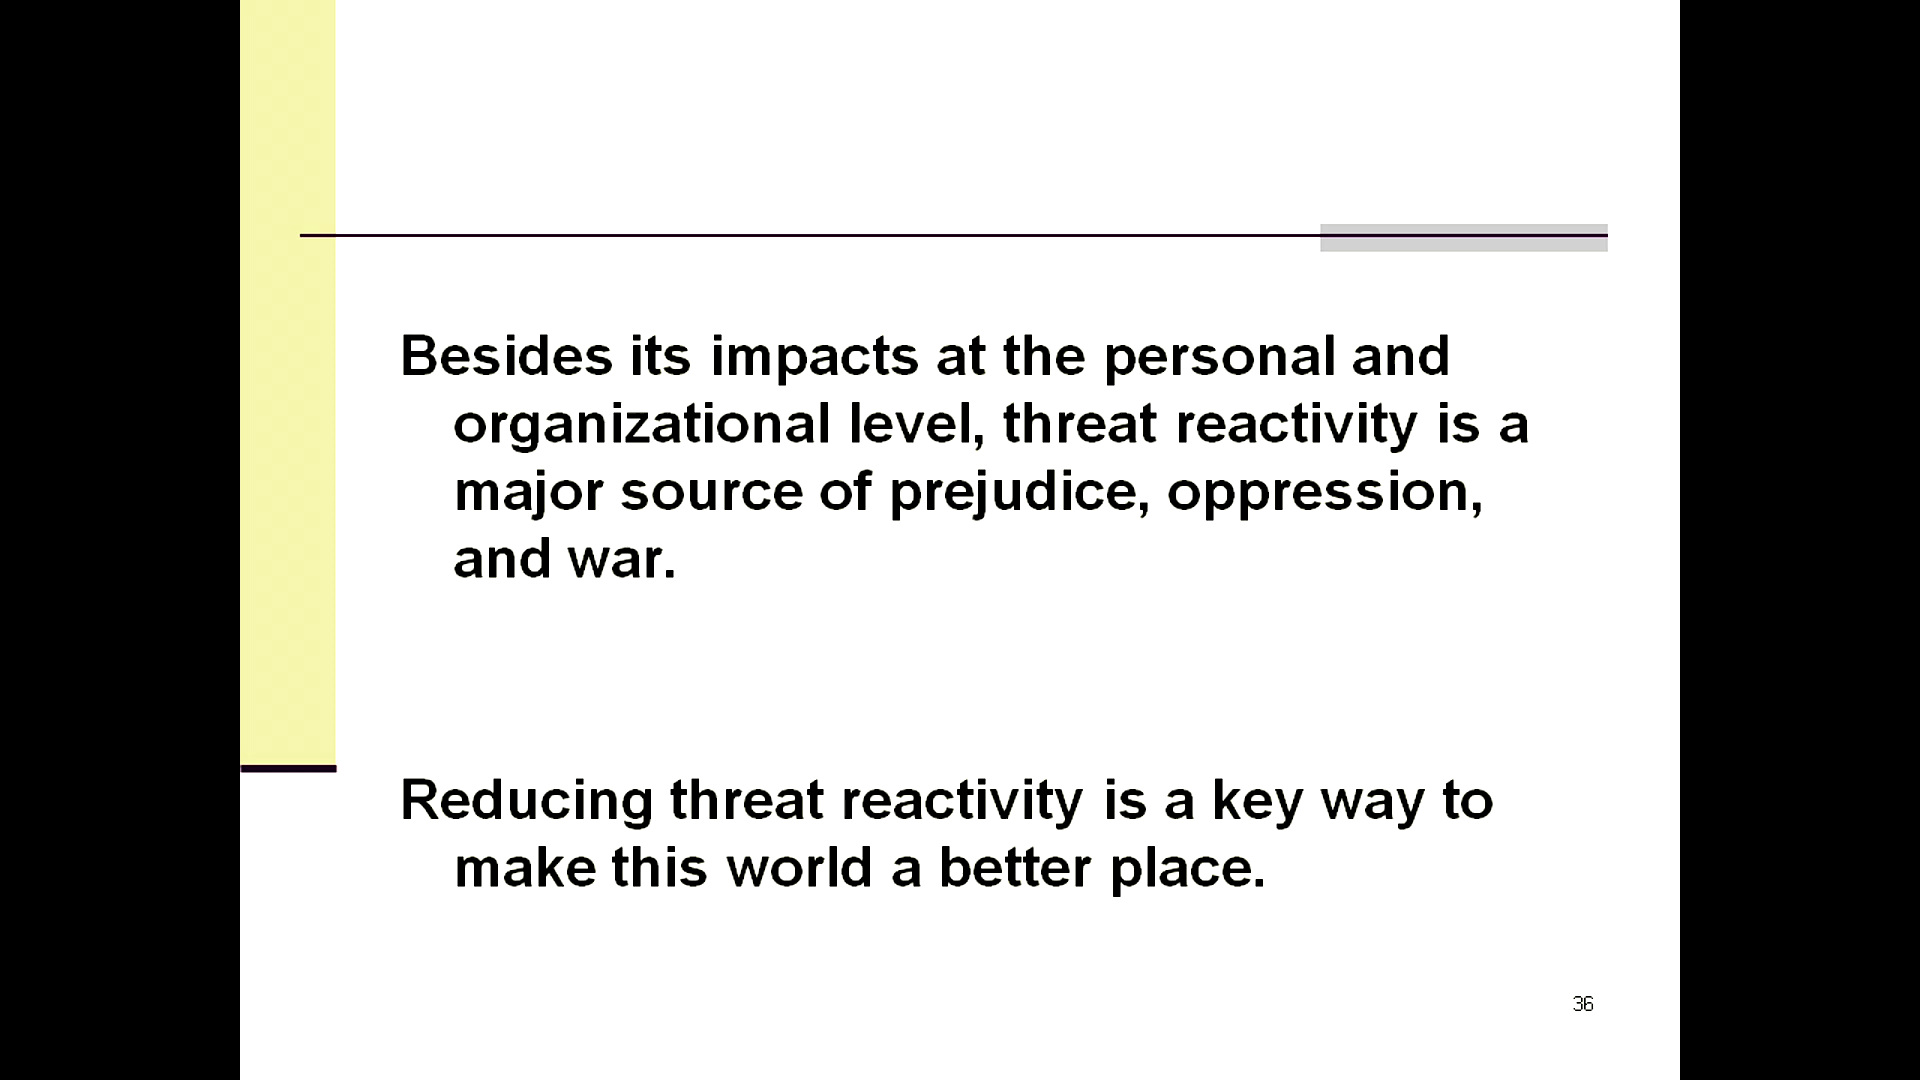 Besides its impacts at the personal and
organizational level, threat reactivity is a
major source of prejudice, oppression,
and war.
Reducing threat reactivity is a key way to
make this world a better place.
36